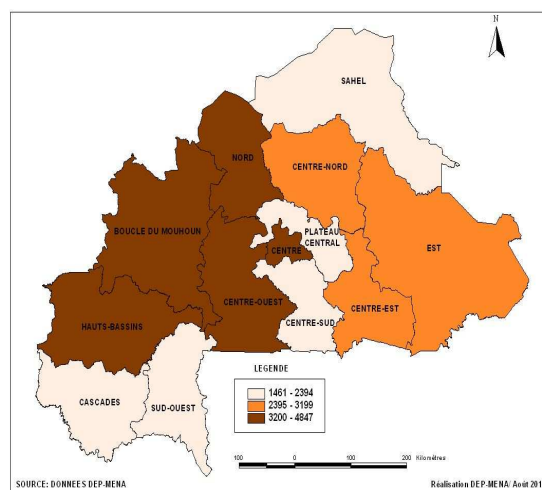 N
SAHEL
NORD
CENTRE-NORD
BOUCLE DU MOUHOUN
PLATEAU
CENTRAL
CENTRE
EST
CENTRE-OUEST
CENTRE-EST
HAUTS-BASSINS
CENTRE-SUD
CASCADES
SUD-OUEST
LEGENDE
1461 - 2394
2395 - 3199
3200 - 4847
100 0 100 200 Kilomètres
SOURCE: DONNEES DEP-MENA
Réalisation DEP-MENA/ Août 201